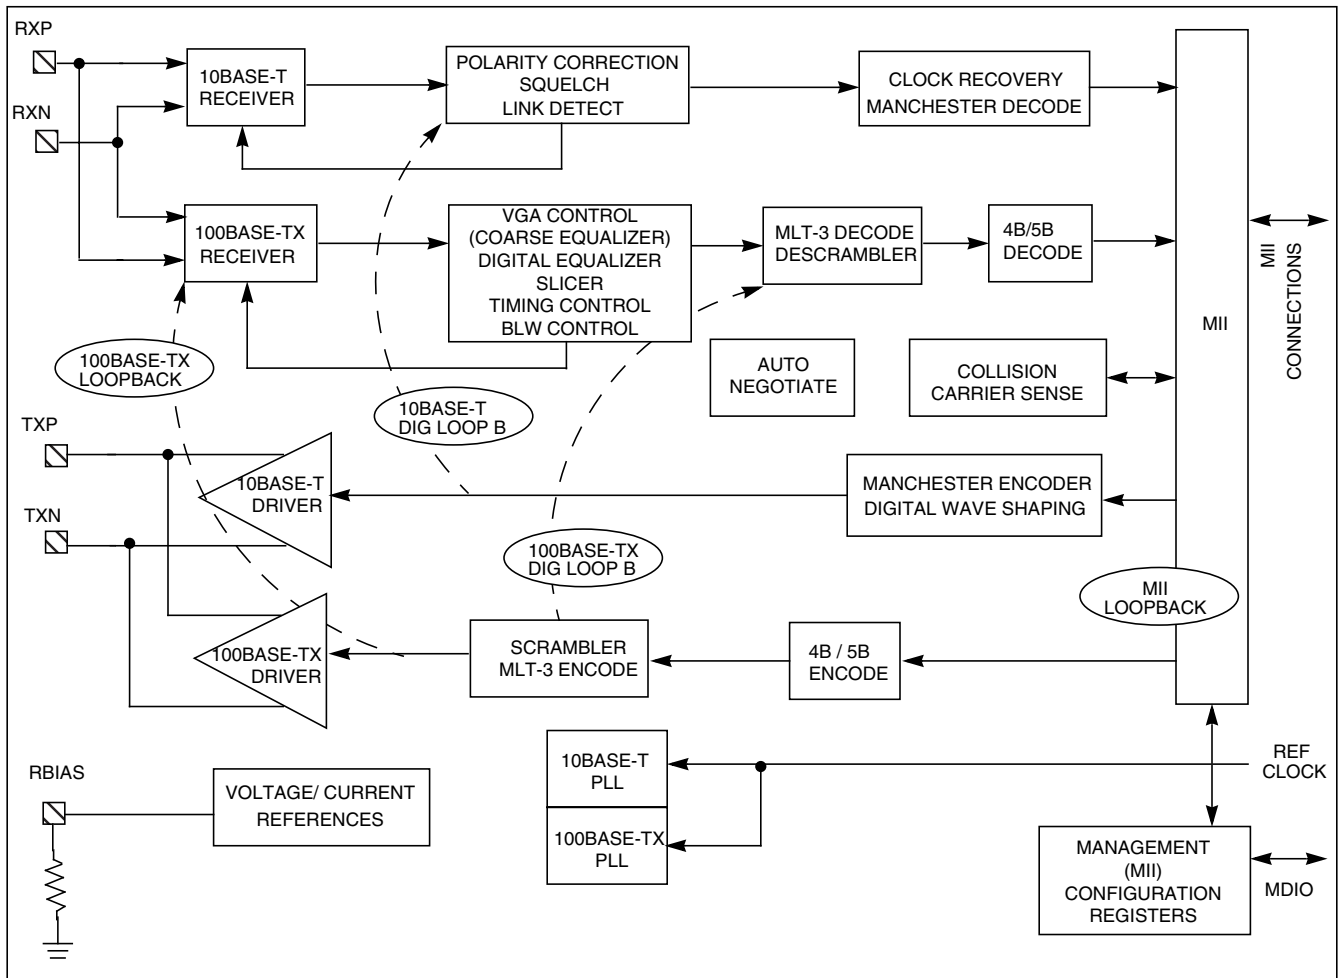 RXP
RXN
10BASE-T
RECEIVER
POLARITY CORRECTION
SQUELCH
LINK DETECT
CLOCK RECOVERY
MANCHESTER DECODE
100BASE-TX
RECEIVER
VGA CONTROL
(COARSE EQUALIZER)
DIGITAL EQUALIZER
SLICER
TIMING CONTROL
BLW CONTROL
MLT-3 DECODE
DESCRAMBLER
4B/5B
DECODE
MII
MII
CONNECTIONS
100BASE-TX
LOOPBACK
10BASE-T
DIG LOOP B
AUTO
NEGOTIATE
COLLISION
CARRIER SENSE
TXP
TXN
10BASE-T
DRIVER
MANCHESTER ENCODER
DIGITAL WAVE SHAPING
100BASE-TX
DIG LOOP B
MII
LOOPBACK
100BASE-TX
DRIVER
SCRAMBLER
MLT-3 ENCODE
4B / 5B
ENCODE
RBIAS
VOLTAGE/ CURRENT
REFERENCES
10BASE-T
PLL
100BASE-TX
PLL
REF
CLOCK
MANAGEMENT
(MII)
CONFIGURATION
REGISTERS
MDIO